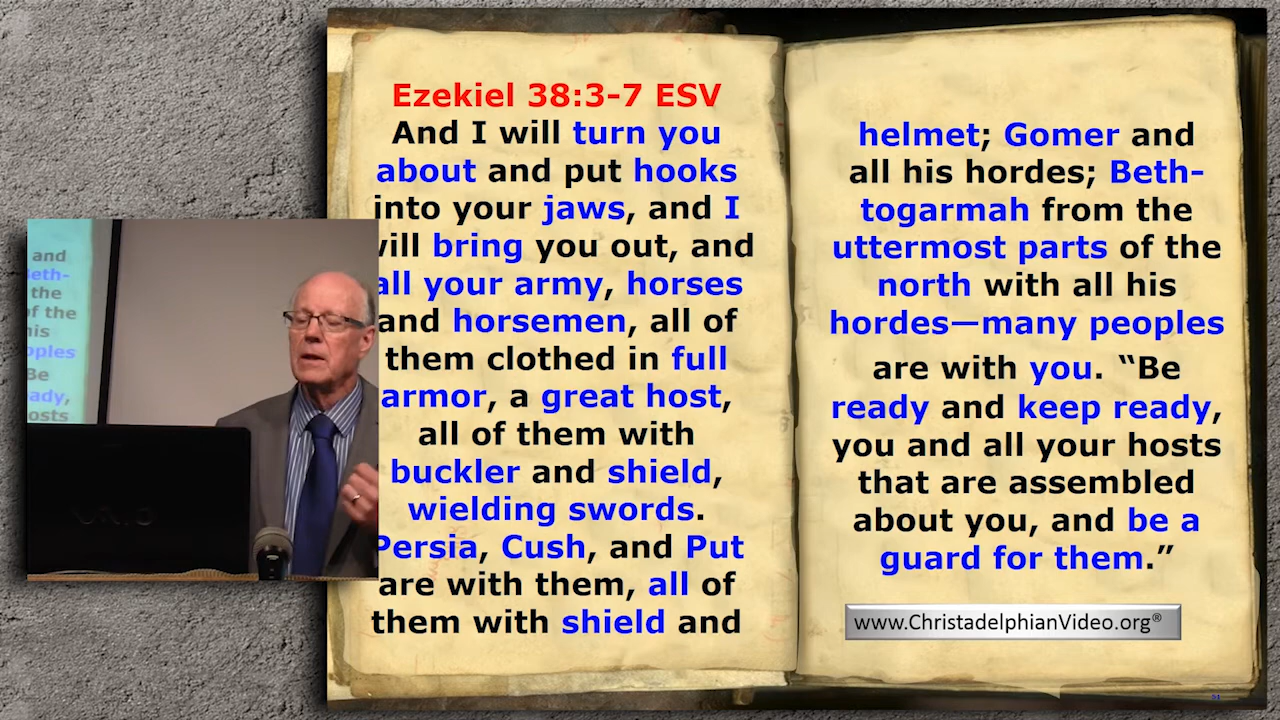 Ezekiel 38:3-7 ESV
And I will turn you
about and put hooks
into your jaws, and I
will bring you out, and
all your army, horses
and horsemen, all of
them clothed in full
armor, a great host,
all of them with
buckler and shield,
wielding swords.
Persia, Cush, and Put
are with them, all of
them with shield and
helmet; Gomer and
all his hordes; Beth-
togarmah from the
uttermost parts of the
north with all his
hordes—many peoples
are with you. “Be
ready and keep ready,
you and all your hosts
that are assembled
about you, and be a
guard for them.”
www.ChristadelphianVideo.org®
and
Beth-
the
of the
his
oples
Be
ady,
osts
VAIO